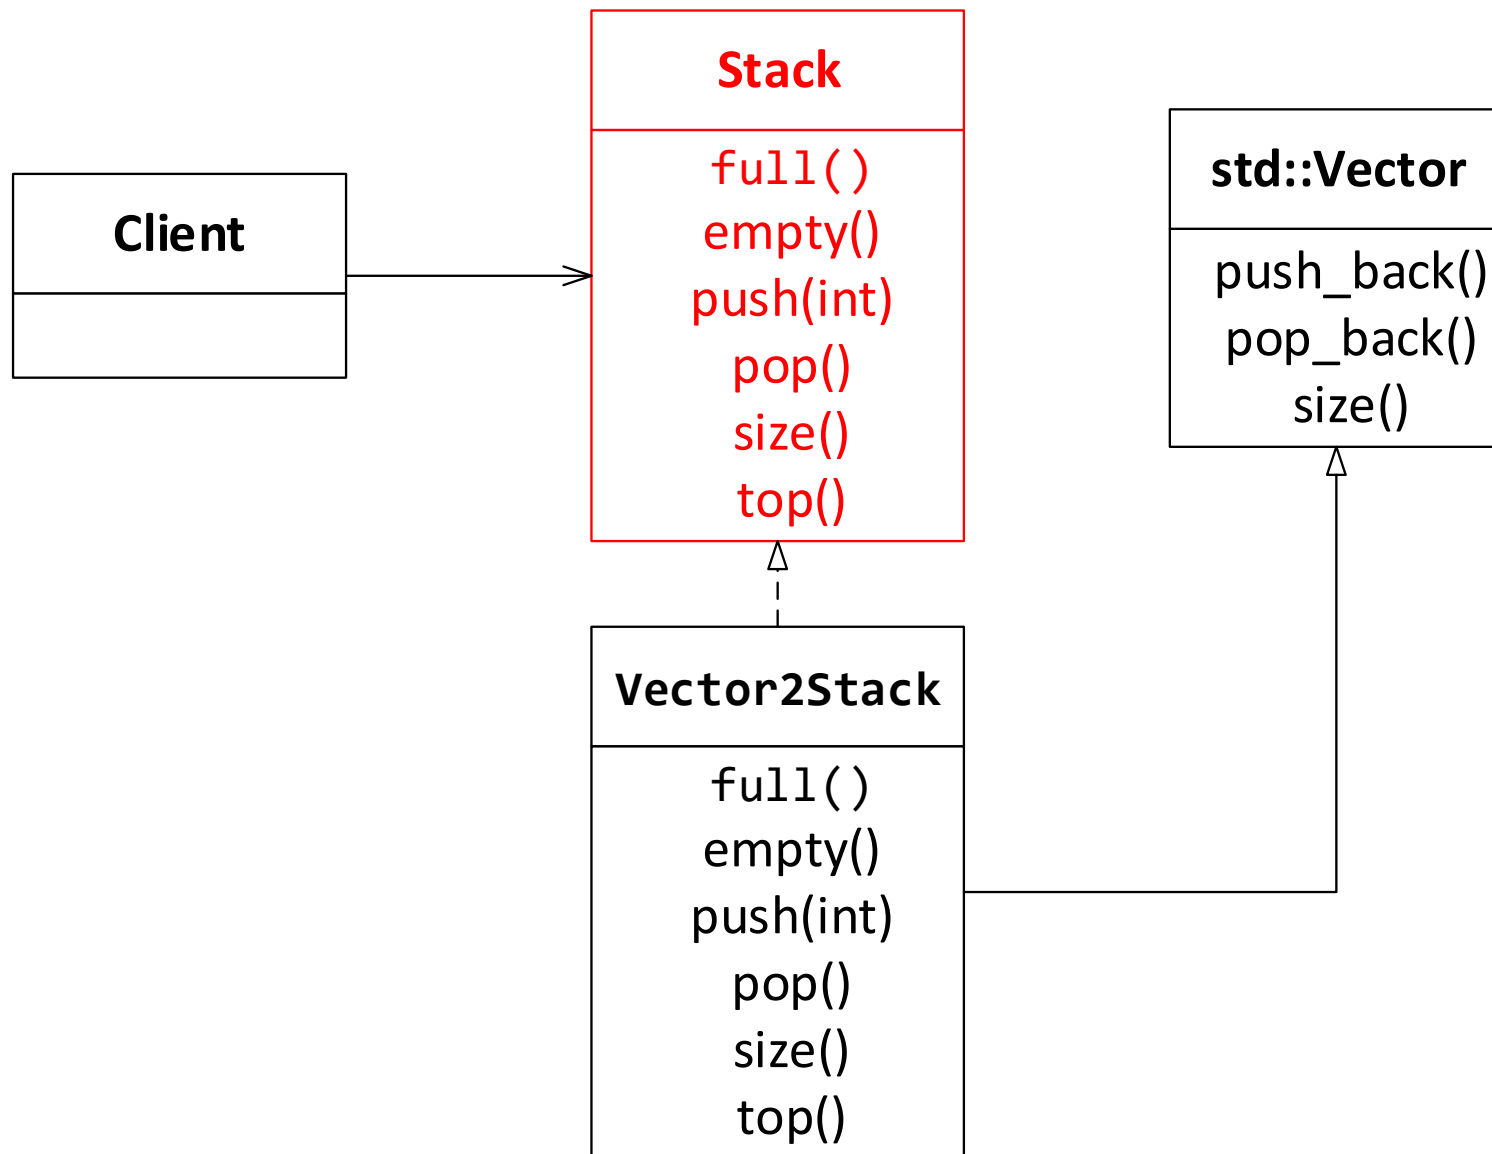 Client
Stack
full()
empty()
push(int)
pop()
size()
top()
std::Vector
push_back()
pop_back()
size()
Vector2Stack
full()
empty()
push(int)
pop()
size()
top()